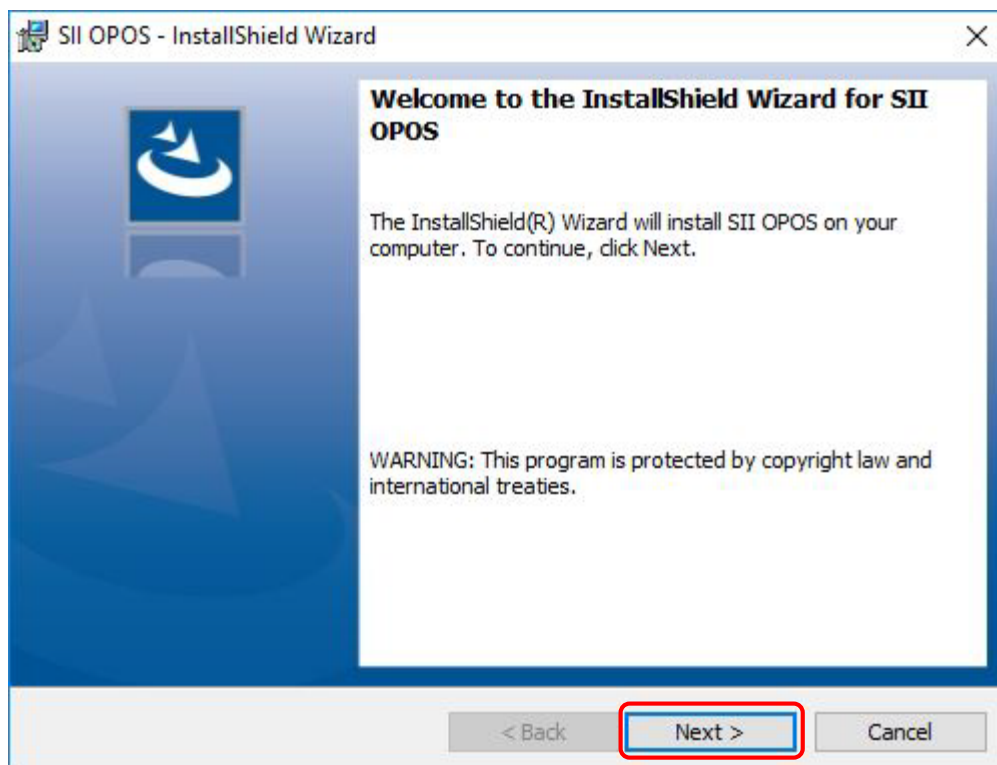 SII OPOS - InstallShield Wizard
Welcome to the InstallShield Wizard for SII
OPOS
The InstallShield(R) Wizard will install SII OPOS on your
computer. To continue, click Next.
WARNING: This program is protected by copyright law and
international treaties.
< Back
Next >
Cancel